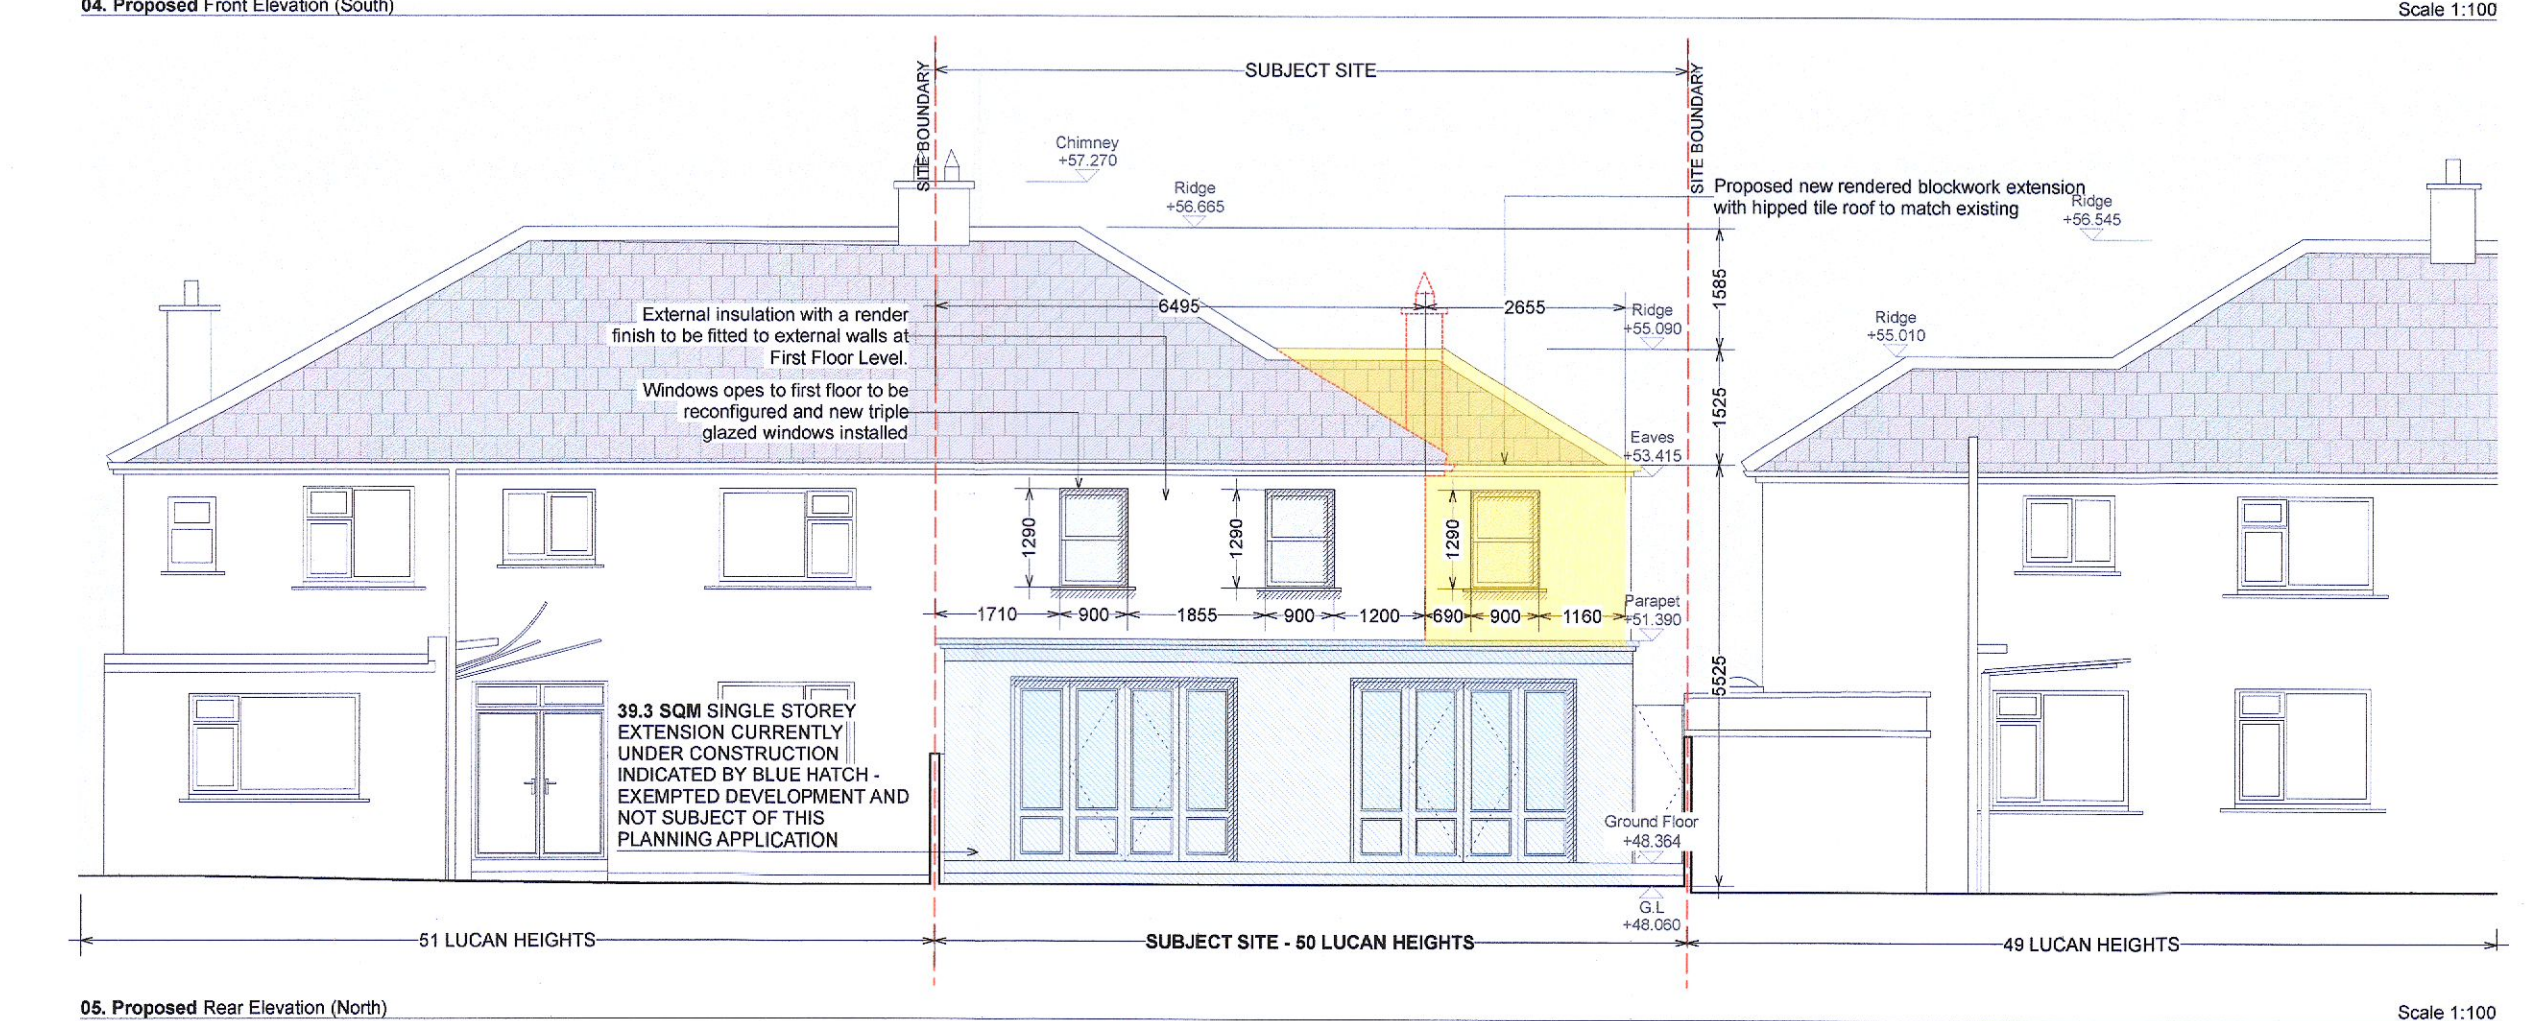 04. Proposed Front Elevation (South)
Scale 1:100
SUBJECT SITE
SITE BOUNDARY
SITE BOUNDARY
Chimney
+57.270
Ridge
+56.665
Proposed new rendered blockwork extension
with hipped tile roof to match existing
Ridge
+56.545
External insulation with a render
finish to be fitted to external walls at
First Floor Level.
6495
2655
Ridge
+55.090
1585
Ridge
+55.010
Windows opes to first floor to be
reconfigured and new triple
glazed windows installed
1525
Eaves
+53.415
1290
1290
1290
1710
900
1855
900
1200
690
900
1160
Parapet
+51.390
5525
39.3 SQM SINGLE STOREY
EXTENSION CURRENTLY
UNDER CONSTRUCTION
INDICATED BY BLUE HATCH -
EXEMPTED DEVELOPMENT AND
NOT SUBJECT OF THIS
PLANNING APPLICATION
Ground Floor
+48.364
G.L
+48.060
51 LUCAN HEIGHTS
SUBJECT SITE - 50 LUCAN HEIGHTS
49 LUCAN HEIGHTS
05. Proposed Rear Elevation (North)
Scale 1:100